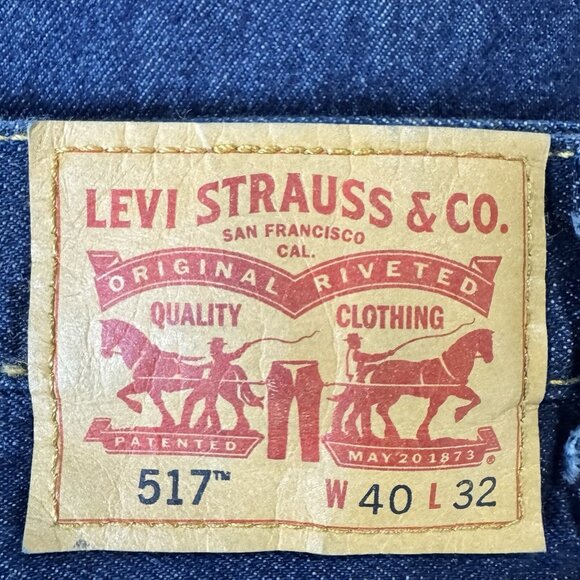 LEVI STRAUSS & CO.
SAN FRANCISCO
CAL.
ORIGINAL RIVETED
QUALITY CLOTHING
PATENTED MAY 20 1873 ®
517™ W 40 L 32